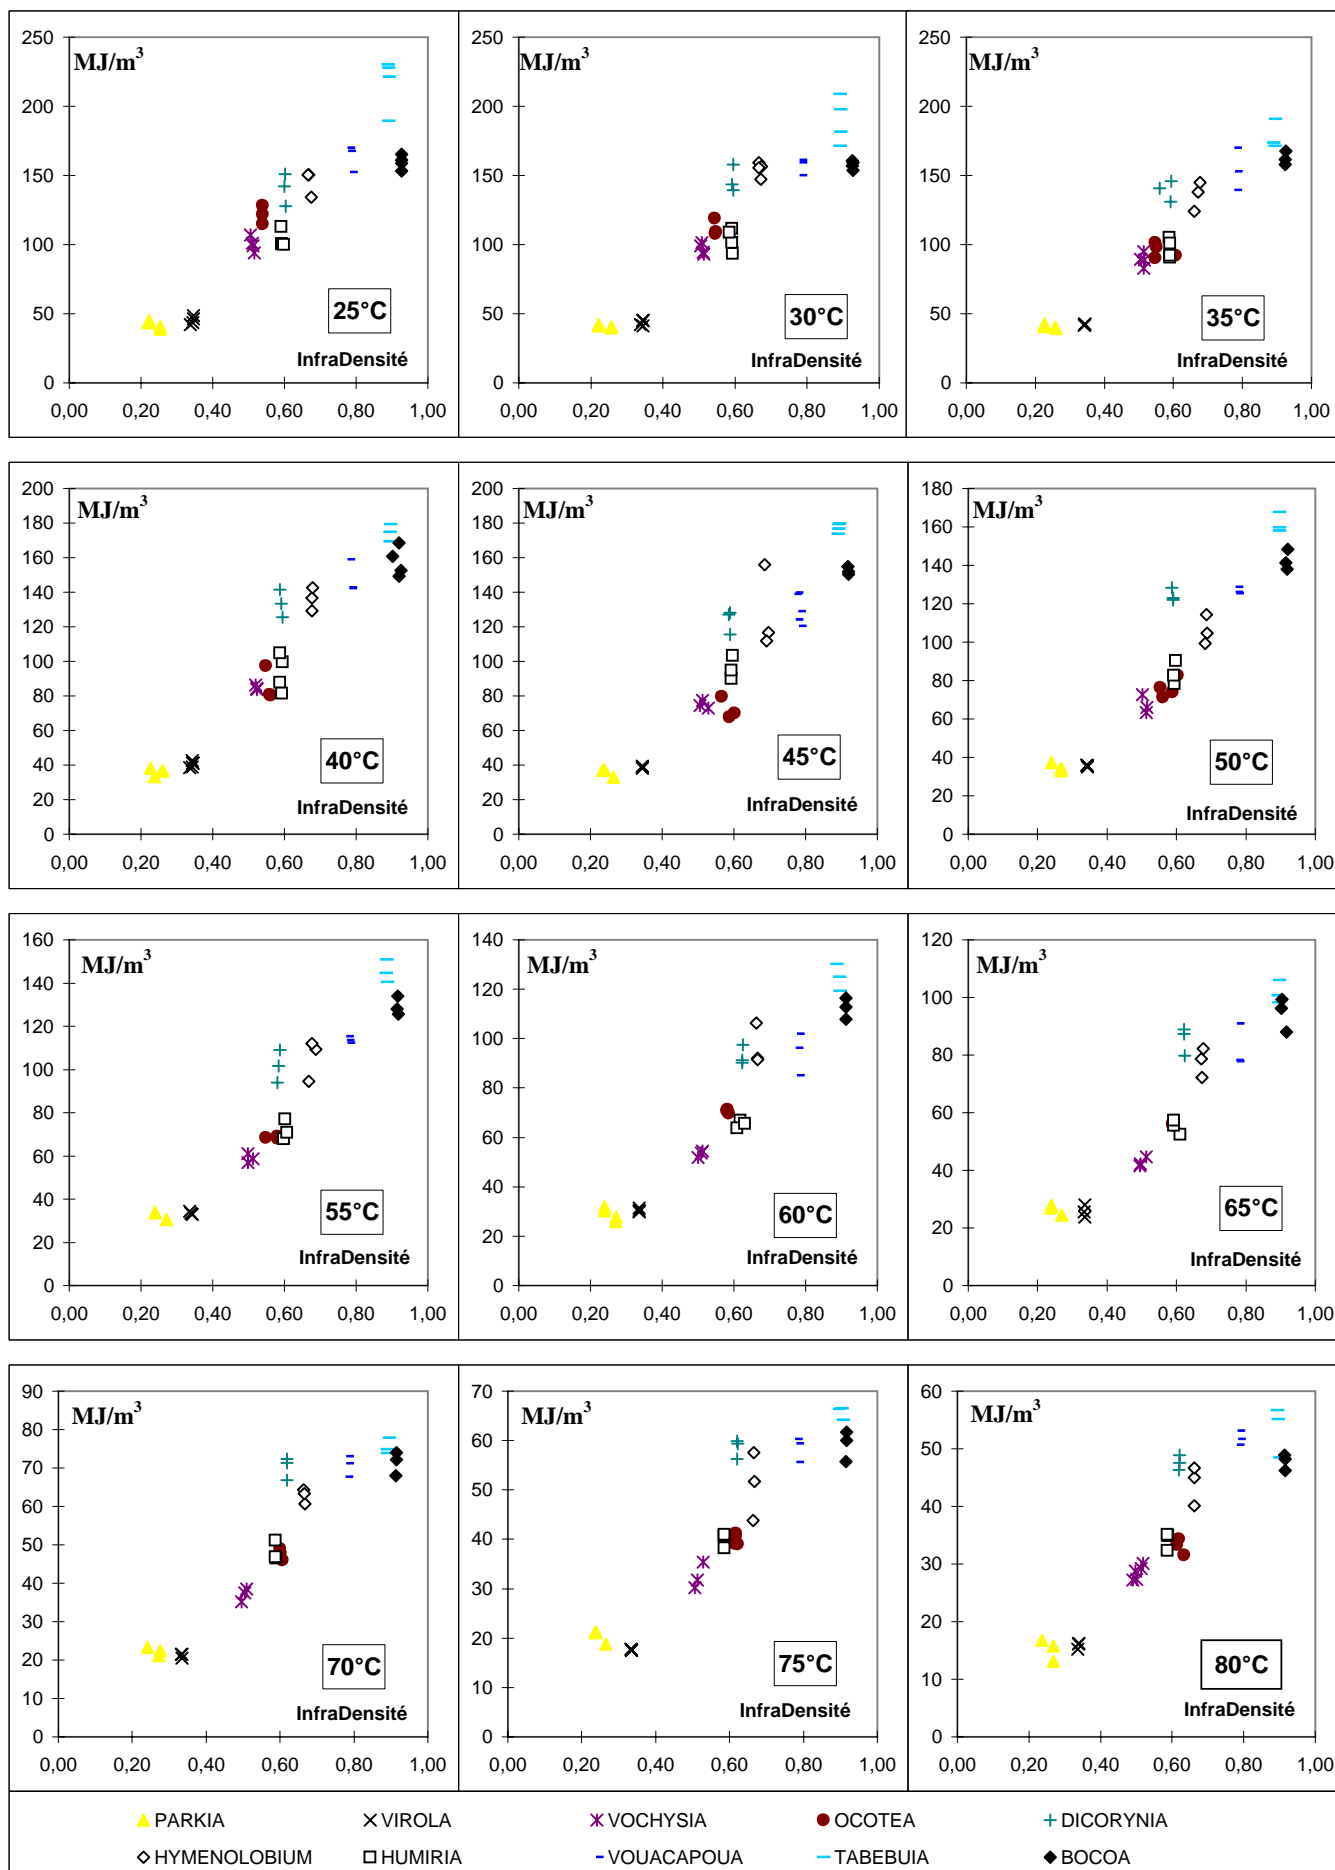 MJ/m³ MJ/m³ MJ/m³
250 250 250
200 200 200
150 150 150
100 100 100
50 50 50
0 0 0
25°C 30°C 35°C
InfraDensité InfraDensité InfraDensité
0,00 0,20 0,40 0,60 0,80 1,00 0,00 0,20 0,40 0,60 0,80 1,00 0,00 0,20 0,40 0,60 0,80 1,00
MJ/m³ MJ/m³ MJ/m³
200 200 180
180 180 160
160 160 140
140 140 120
120 120 100
100 100 80
80 80 60
60 60 40
40 40 20
20 20 0
0 0
40°C 45°C 50°C
InfraDensité InfraDensité InfraDensité
0,00 0,20 0,40 0,60 0,80 1,00 0,00 0,20 0,40 0,60 0,80 1,00 0,00 0,20 0,40 0,60 0,80 1,00
MJ/m³ MJ/m³ MJ/m³
160 140 120
140 120 100
120 100 80
100 80 60
80 60 40
60 40 20
40 20 0
20 0
0
55°C 60°C 65°C
InfraDensité InfraDensité InfraDensité
0,00 0,20 0,40 0,60 0,80 1,00 0,00 0,20 0,40 0,60 0,80 1,00 0,00 0,20 0,40 0,60 0,80 1,00
MJ/m³ MJ/m³ MJ/m³
90 70 60
80 60 50
70 50 40
60 40 30
50 30 20
40 20 10
30 10 0
20 0
10
0
70°C 75°C 80°C
InfraDensité InfraDensité InfraDensité
0,00 0,20 0,40 0,60 0,80 1,00 0,00 0,20 0,40 0,60 0,80 1,00 0,00 0,20 0,40 0,60 0,80 1,00
PARKIA VIROLA VOCHYSIA OCOTEA DICORYNIA
HYMENOLOBIUM HUMIRIA VOUACAPOUA TABEBUIA BOCOA